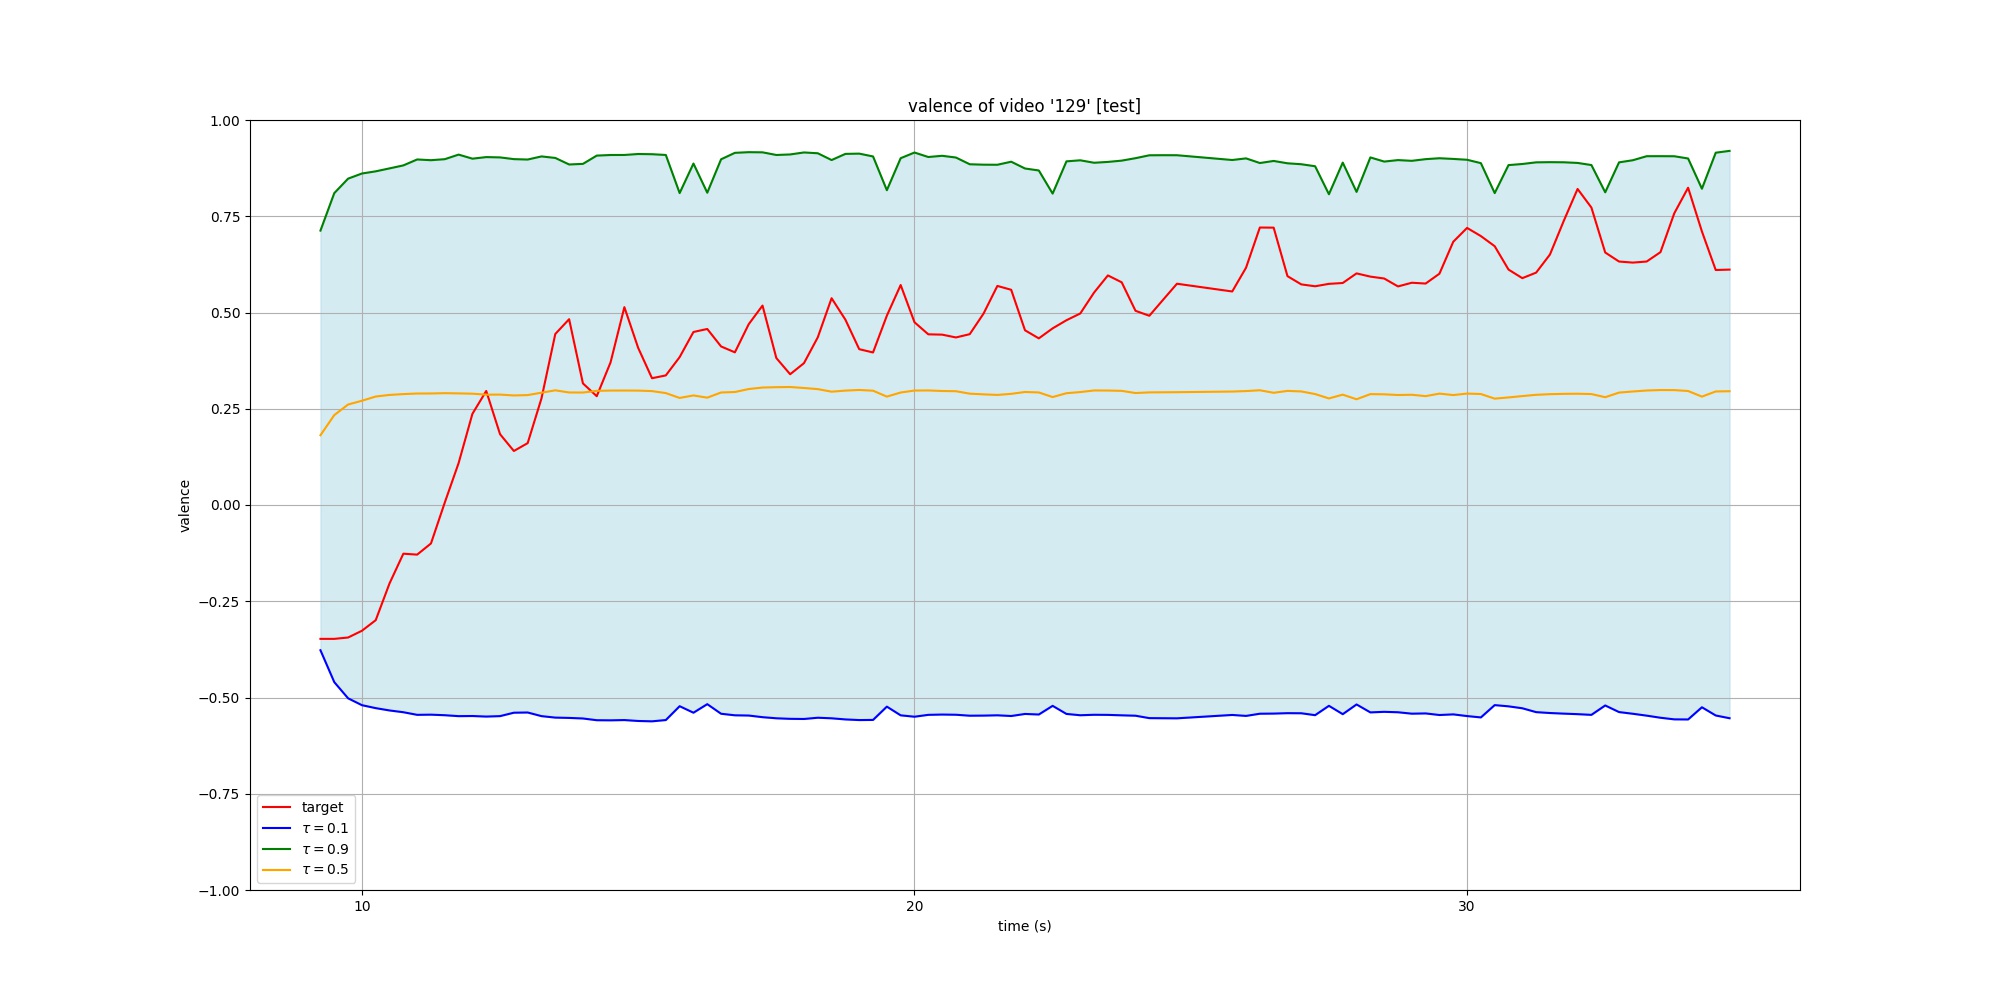 valence of video '129' [test]
1.00
0.75
0.50
0.25
0.00
−0.25
−0.50
−0.75
−1.00
valence
target
τ = 0.1
τ = 0.9
τ = 0.5
10 20 30
time (s)